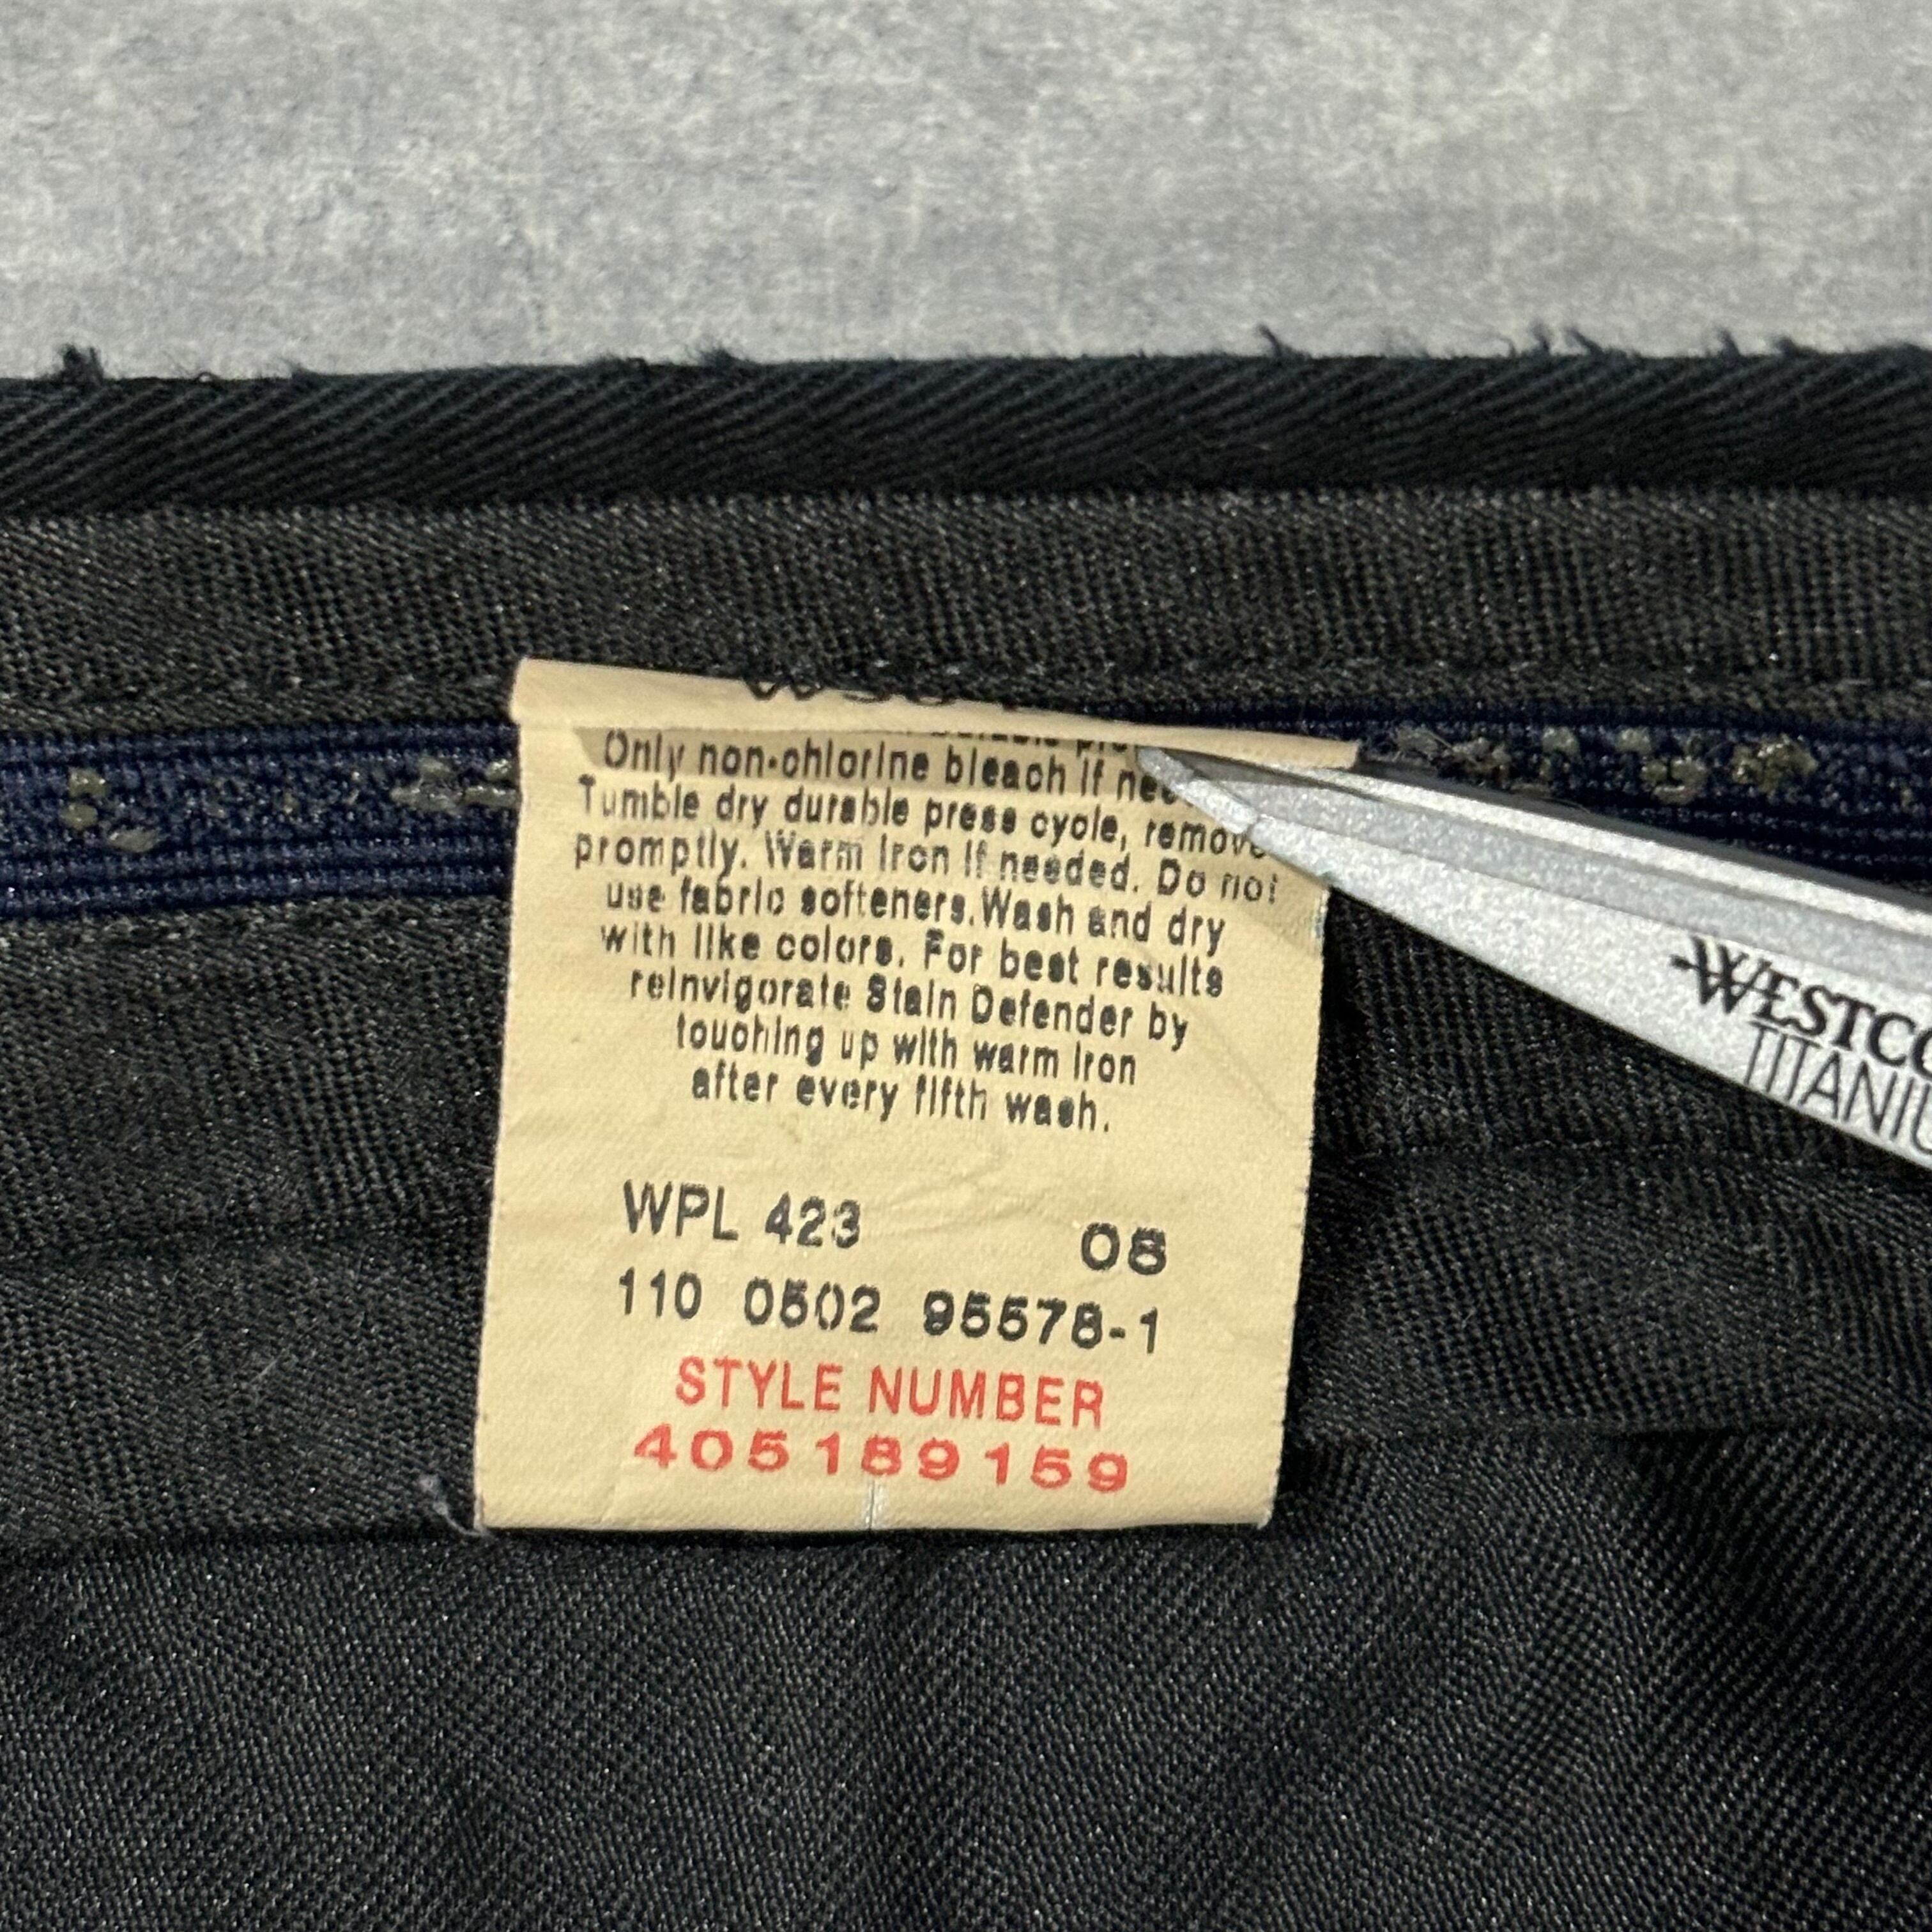 Only non-chlorine bleach if
Tumble dry durable press cycle, remove
promptly. Warm iron if needed. Do not
use fabric softeners. Wash and dry
with like colors. For best results
reinvigorate Stain Defender by
touching up with warm iron
after every fifth wash.
WPL 423 08
110 0502 95578-1
STYLE NUMBER
405189159